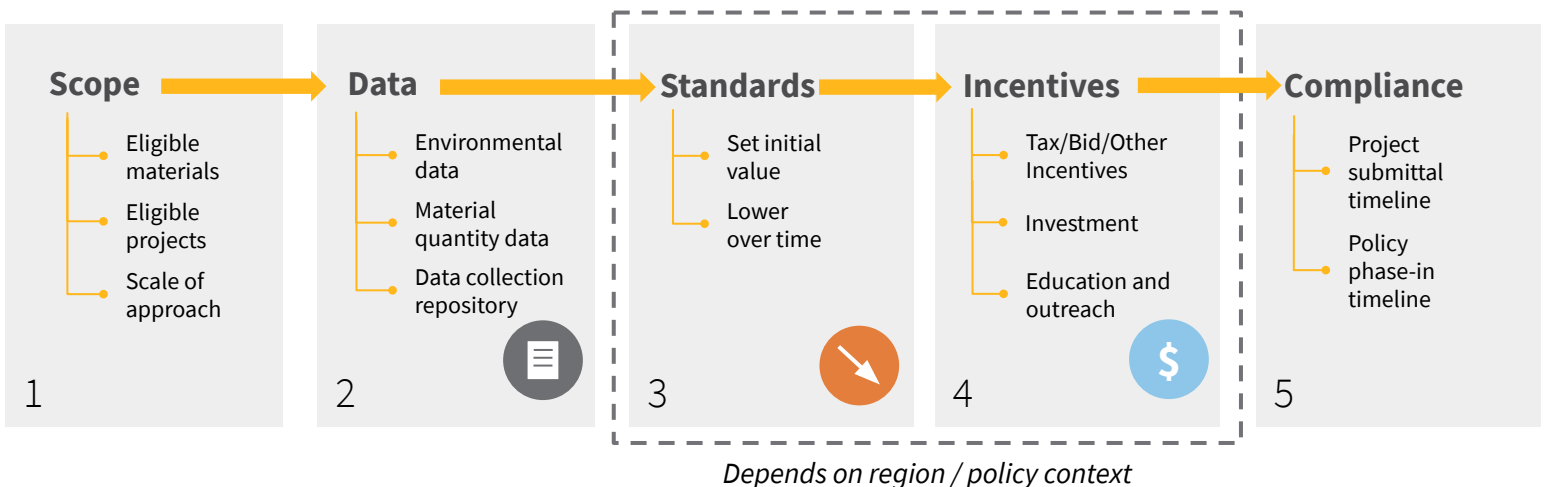 Scope
Eligible
materials
Eligible
projects
Scale of
approach
1
Data
Environmental
data
Material
quantity data
Data collection
repository
2
Standards
Set initial
value
Lower
over time
3
Incentives
Tax/Bid/Other
Incentives
Investment
Education and
outreach
$
4
Compliance
Project
submittal
timeline
Policy
phase-in
timeline
5
Depends on region / policy context